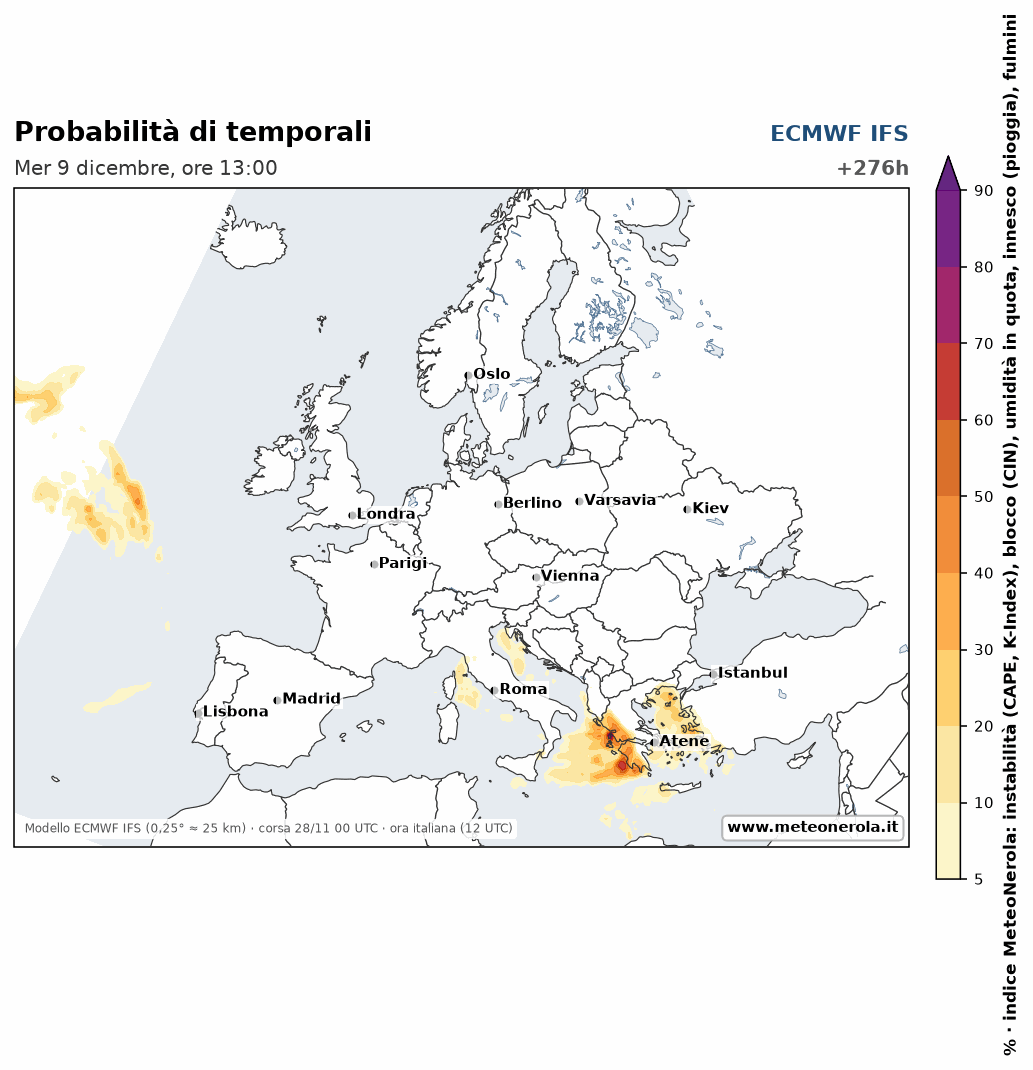 Probabilità di temporali
ECMWF IFS
Mer 9 dicembre, ore 13:00
+276h
Oslo
Londra
Berlino
Varsavia
Kiev
Parigi
Vienna
Istanbul
Madrid
Roma
Lisbona
Atene
Modello ECMWF IFS (0,25° ≈ 25 km) · corsa 28/11 00 UTC · ora italiana (12 UTC)
www.meteonerola.it
90
80
70
60
50
40
30
20
10
5
% · indice MeteoNerola: instabilità (CAPE, K-Index), blocco (CIN), umidità in quota, innesco (pioggia), fulmini